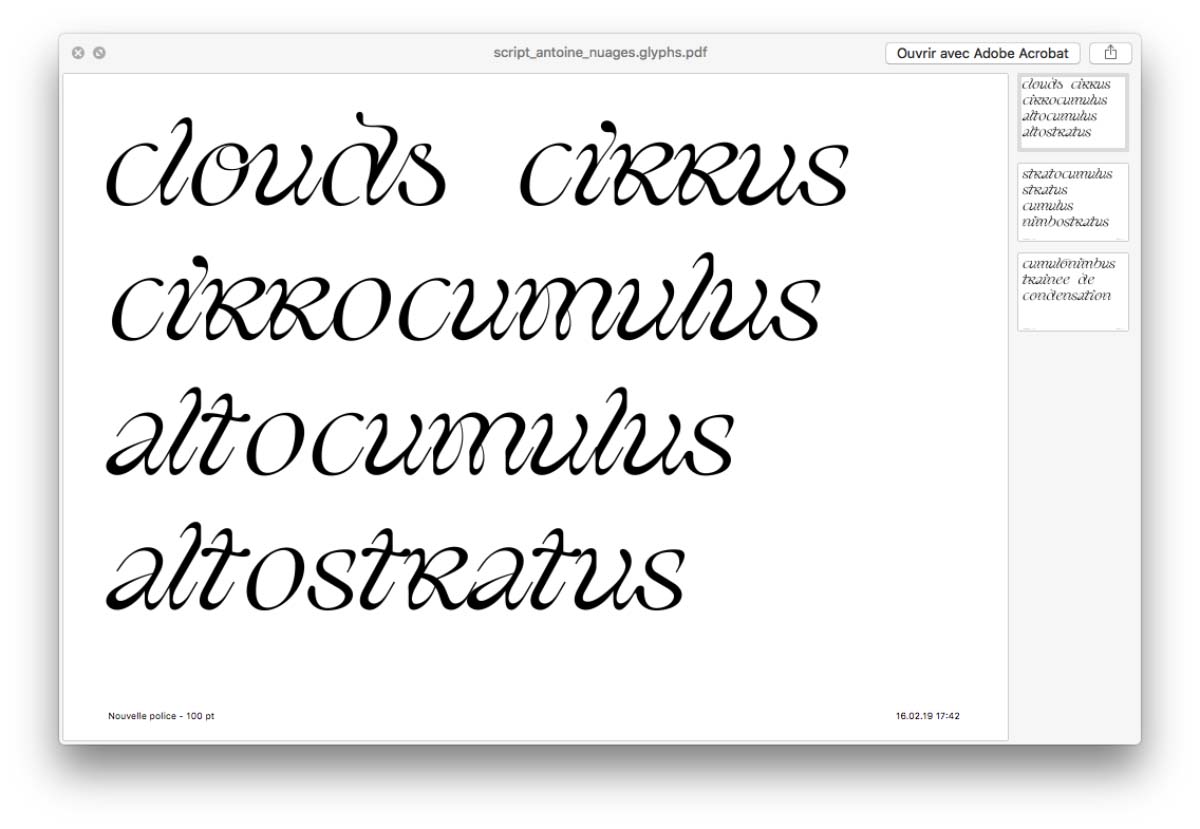 script_antoine_nuages.glyphs.pdf
Ouvrir avec Adobe Acrobat
clouds cirrus
cirrocumulus
altocumulus
altostratus
Nouvelle police - 100 pt
16.02.19 17:42
clouds cirrus
cirrocumulus
altocumulus
altostratus
stratocumulus
stratus
cumulus
nimbostratus
cumulonimbus
trainee de
condensation